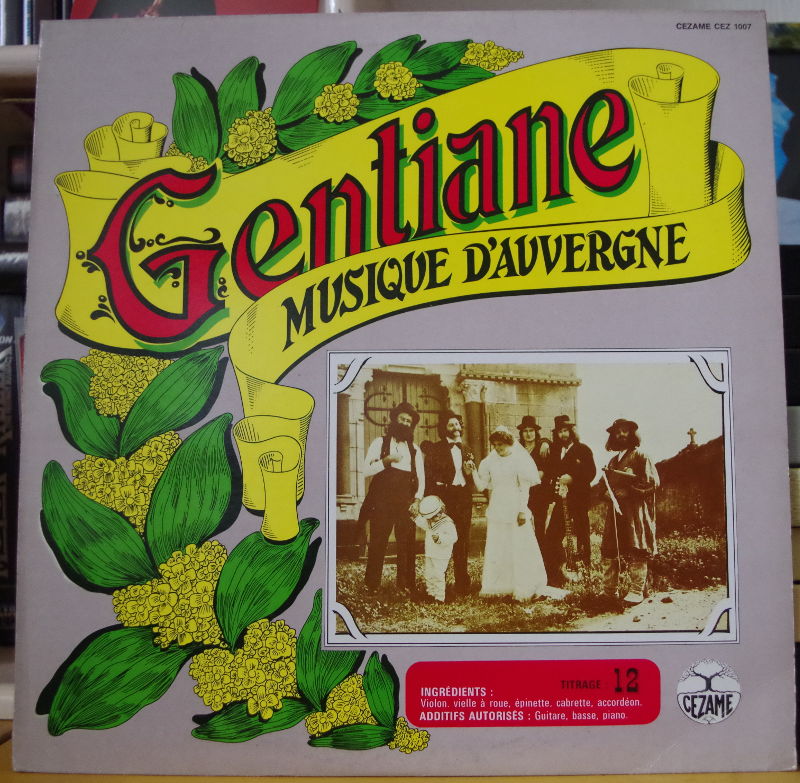 CEZAME CEZ 1007
Gentiane
MUSIQUE D'AUVERGNE
TITRAGE : 12
INGRÉDIENTS :
Violon, vielle à roue, épinette, cabrette, accordéon.
ADDITIFS AUTORISÉS : Guitare, basse, piano.
CEZAME